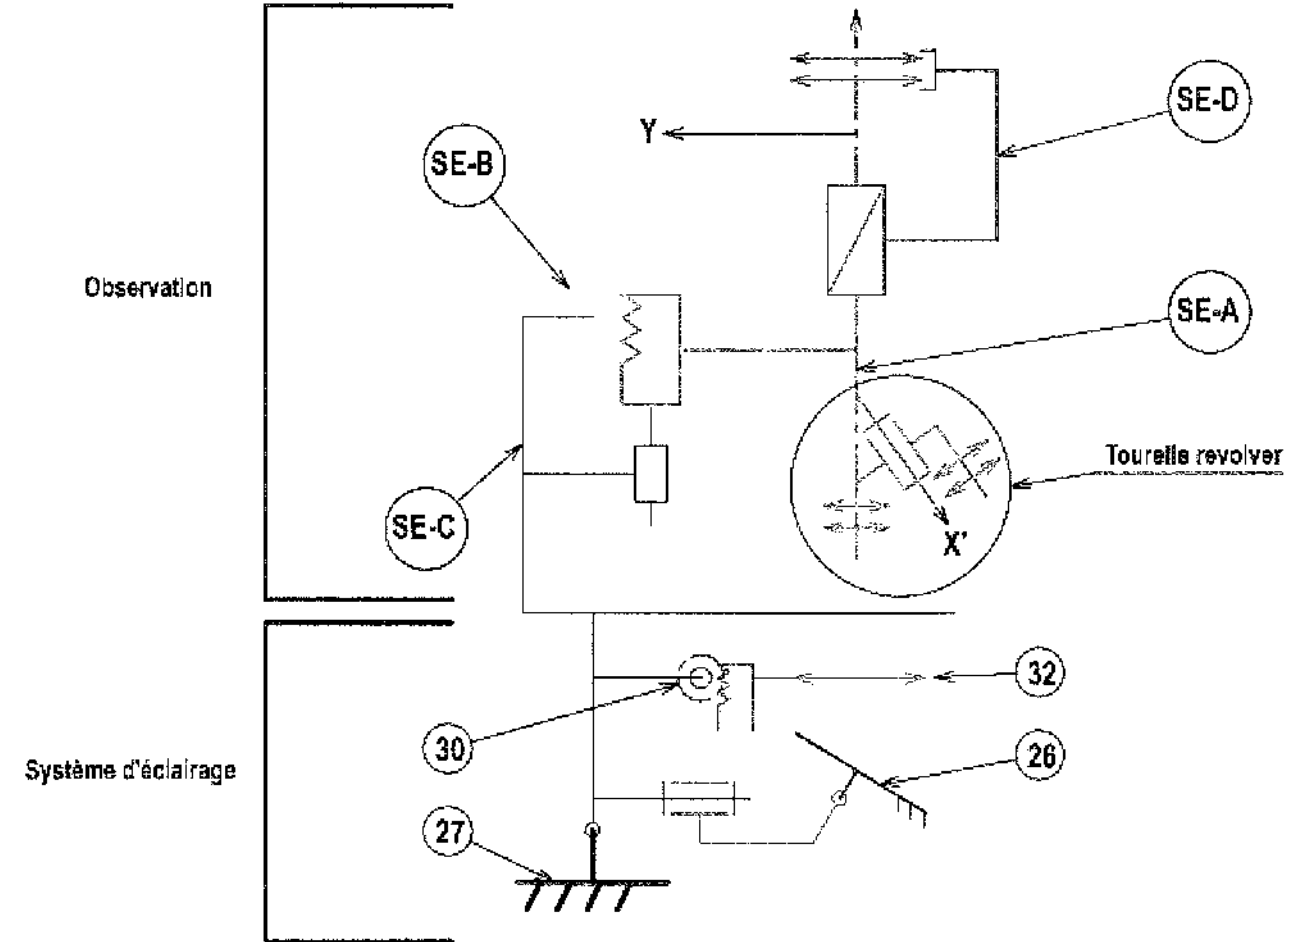 SE-D
Y
SE-B
Observation
SE-A
Tourelle revolver
SE-C
X'
32
30
26
Système d'éclairage
27